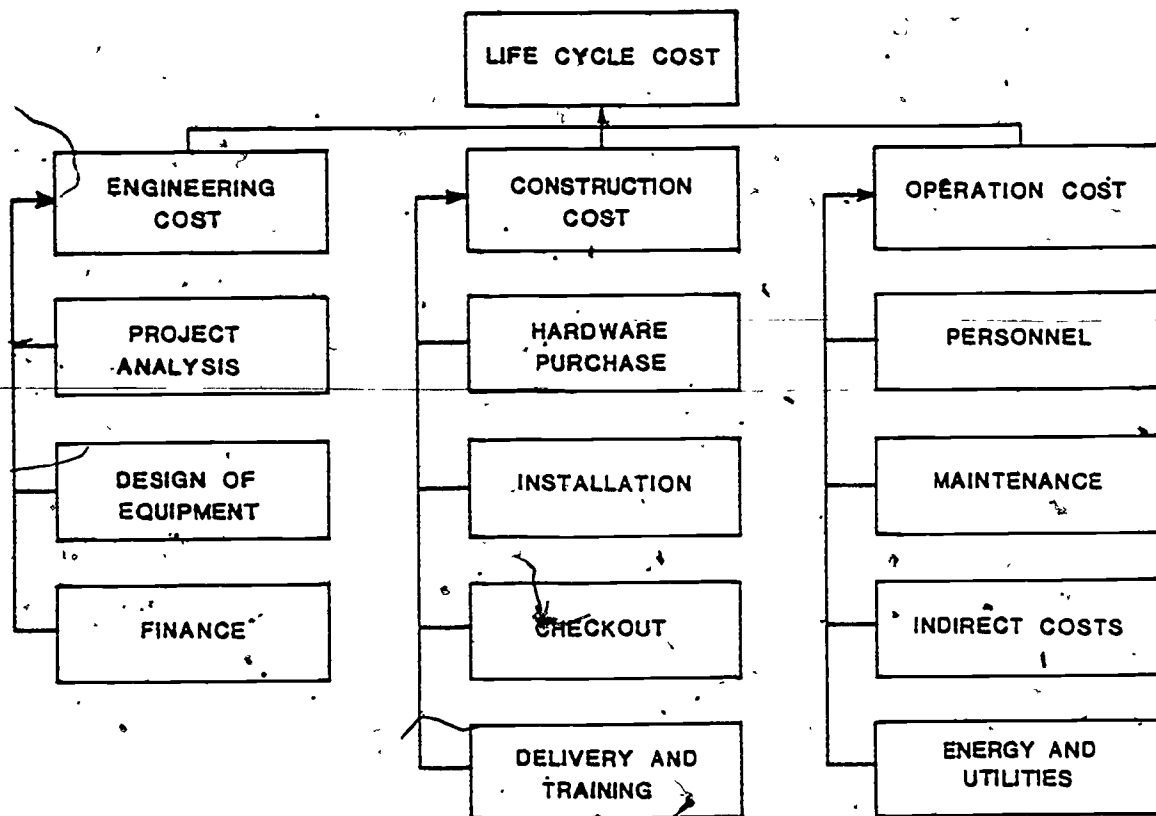 LIFE CYCLE COST
ENGINEERING
COST
PROJECT
ANALYSIS
DESIGN OF
EQUIPMENT
FINANCE
CONSTRUCTION
COST
HARDWARE
PURCHASE
INSTALLATION
CHECKOUT
DELIVERY AND
TRAINING
OPERATION COST
PERSONNEL
MAINTENANCE
INDIRECT COSTS
ENERGY AND
UTILITIES